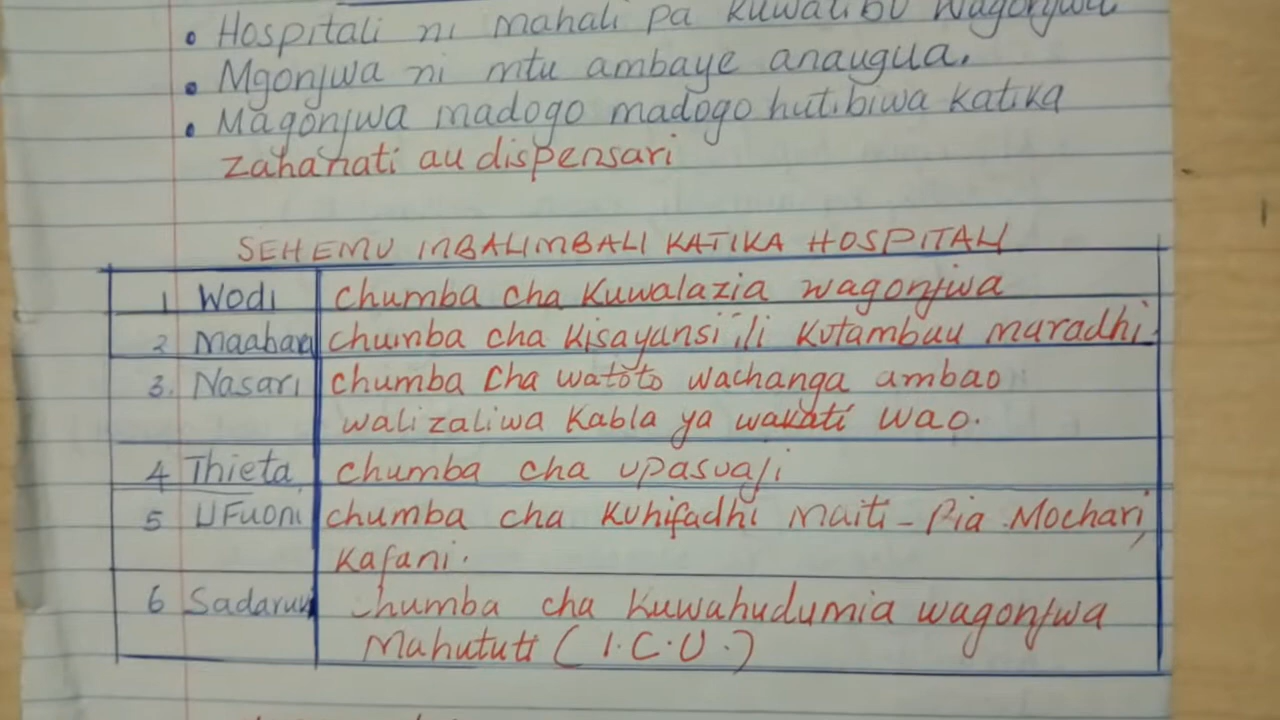 • Hospitali ni mahali pa kuwatibu wagonjwa
• Mgonjwa ni mtu ambaye anaugua.
• Magonjwa madogo madogo hutibiwa katika
zahanati au dispensari
SEHEMU MBALIMBALI KATIKA HOSPITALI
1 Wodi chumba cha Kuwalazia wagonjwa
2 Maabara chumba cha Kisayansi ili Kutambuu maradhi.
3. Nasari chumba Cha watoto wachanga ambao
walizaliwa Kabla ya wakati wao.
4 Thieta chumba cha upasuaji
5 UFuoni chumba cha Kuhifadhi maiti - Pia Mochari,
Kafani.
6 Sadaruki chumba cha Kuwahudumia wagonjwa
Mahututi (I.C.U.)